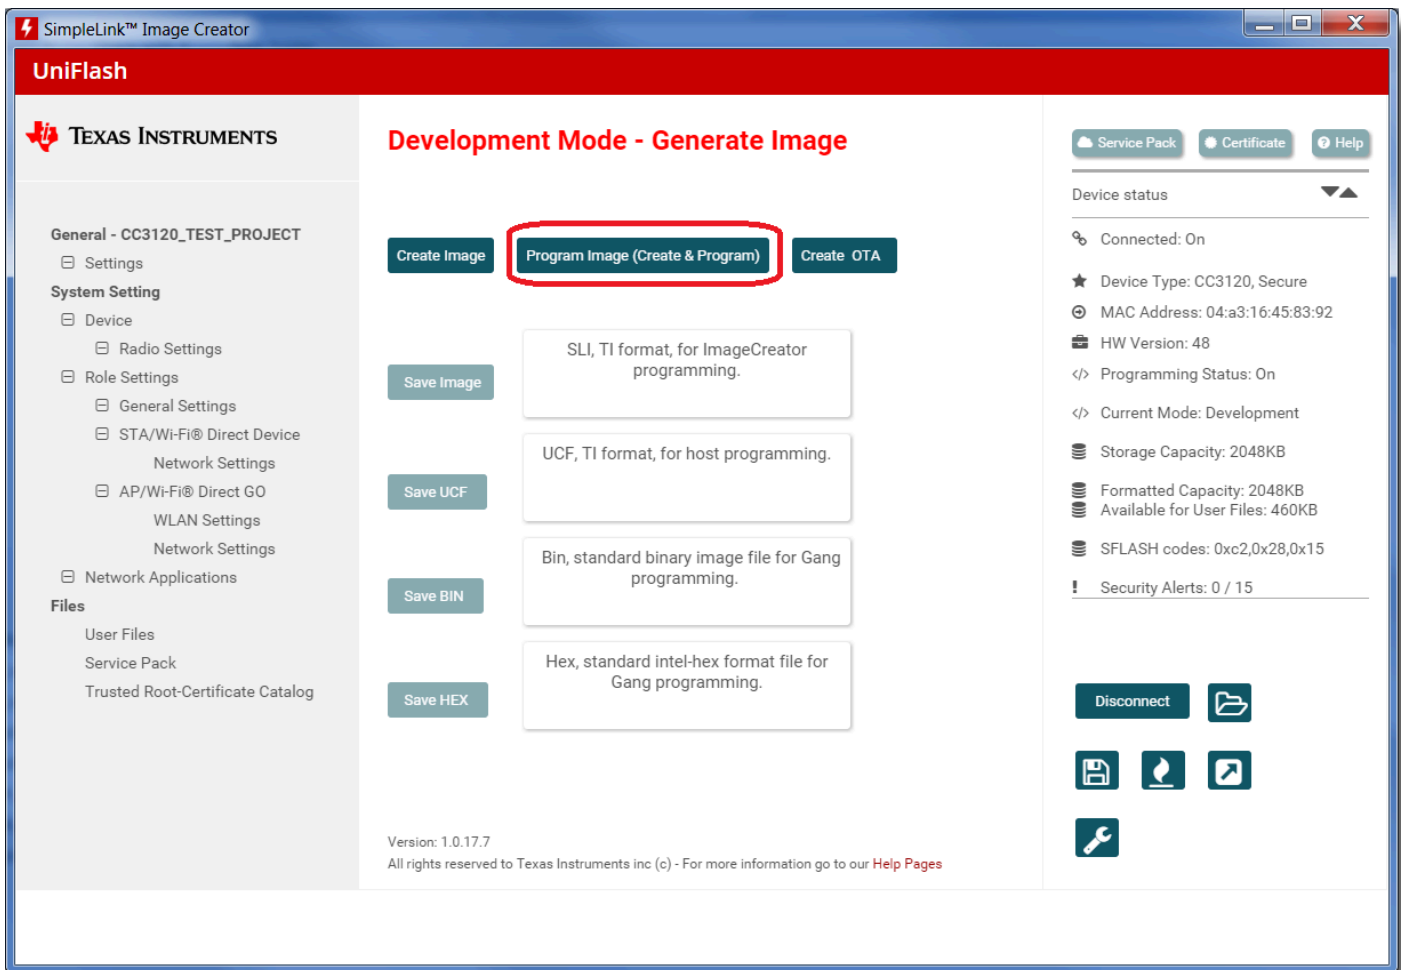 SimpleLink™ Image Creator
UniFlash
TEXAS INSTRUMENTS
General - CC3120_TEST_PROJECT
Settings
System Setting
Device
Radio Settings
Role Settings
General Settings
STA/Wi-Fi® Direct Device
Network Settings
AP/Wi-Fi® Direct GO
WLAN Settings
Network Settings
Network Applications
Files
User Files
Service Pack
Trusted Root-Certificate Catalog
Development Mode - Generate Image
Create Image
Program Image (Create & Program)
Create OTA
Save Image
SLI, TI format, for ImageCreator
programming.
Save UCF
UCF, TI format, for host programming.
Save BIN
Bin, standard binary image file for Gang
programming.
Save HEX
Hex, standard intel-hex format file for
Gang programming.
Version: 1.0.17.7
All rights reserved to Texas Instruments inc (c) - For more information go to our Help Pages
Service Pack
Certificate
Help
Device status
Connected: On
Device Type: CC3120, Secure
MAC Address: 04:a3:16:45:83:92
HW Version: 48
Programming Status: On
Current Mode: Development
Storage Capacity: 2048KB
Formatted Capacity: 2048KB
Available for User Files: 460KB
SFLASH codes: 0xc2,0x28,0x15
Security Alerts: 0 / 15
Disconnect